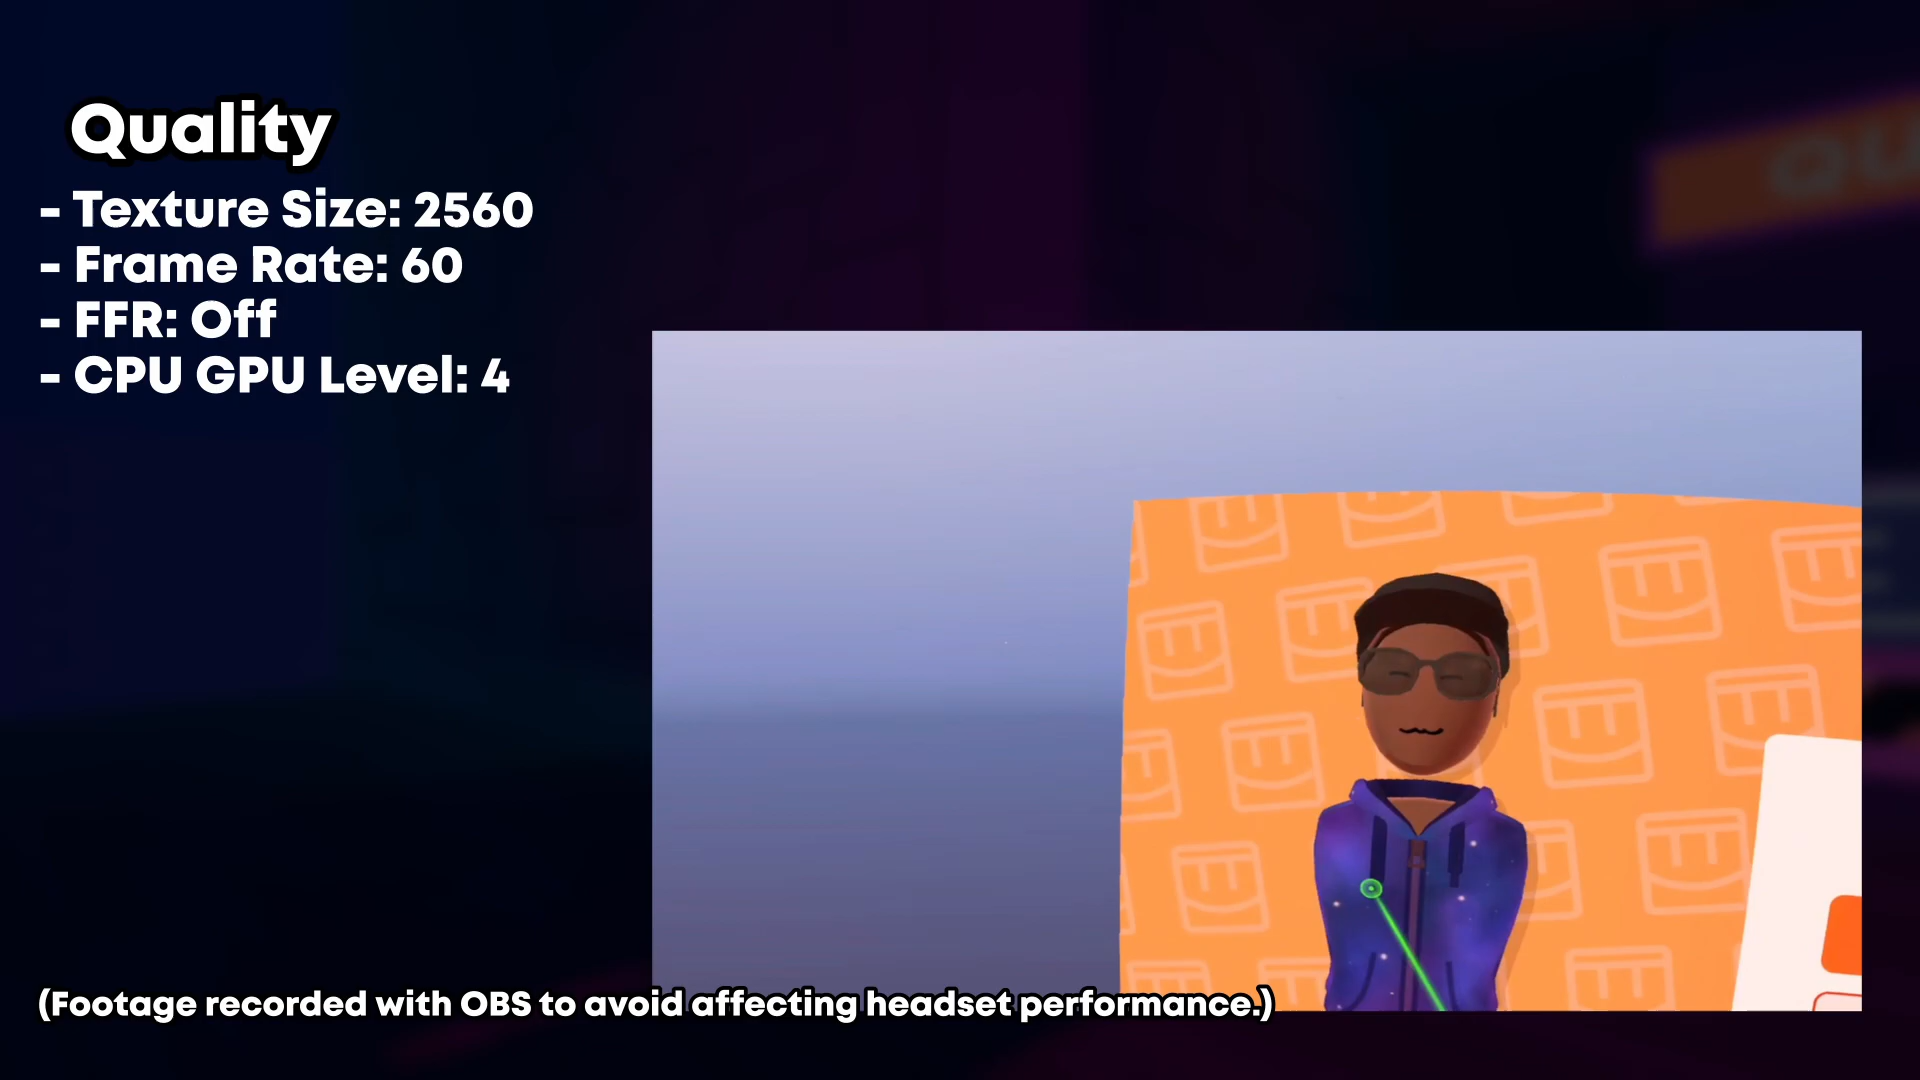 Quality
- Texture Size: 2560
- Frame Rate: 60
- FFR: Off
- CPU GPU Level: 4
(Footage recorded with OBS to avoid affecting headset performance.)